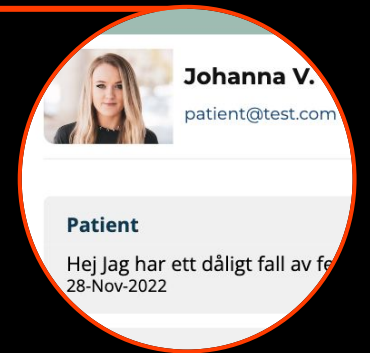 Johanna V.
patient@test.com
Patient
Hej Jag har ett dåligt fall av
28-Nov-2022